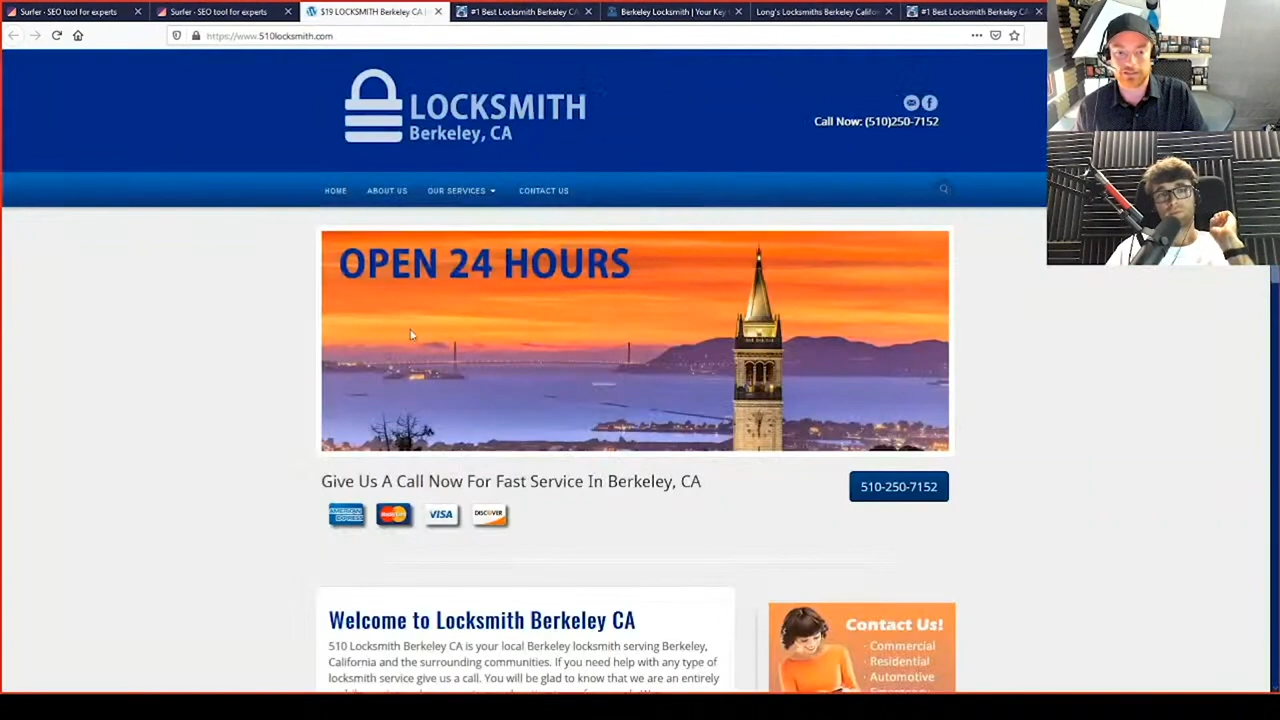 Surfer - SEO tool for experts
Surfer - SEO tool for experts
$19 LOCKSMITH Berkeley CA |
#1 Best Locksmith Berkeley CA
Berkeley Locksmith | Your Key
Long's Locksmiths Berkeley Califo
#1 Best Locksmith Berkeley CA
https://www.510locksmith.com
LOCKSMITH
Berkeley, CA
Call Now: (510)250-7152
HOME
ABOUT US
OUR SERVICES
CONTACT US
OPEN 24 HOURS
Give Us A Call Now For Fast Service In Berkeley, CA
510-250-7152
AMERICAN EXPRESS
MasterCard
VISA
DISCOVER
Welcome to Locksmith Berkeley CA
510 Locksmith Berkeley CA is your local Berkeley locksmith serving Berkeley,
California and the surrounding communities. If you need help with any type of
locksmith service give us a call. You will be glad to know that we are an entirely
Contact Us!
· Commercial
· Residential
· Automotive